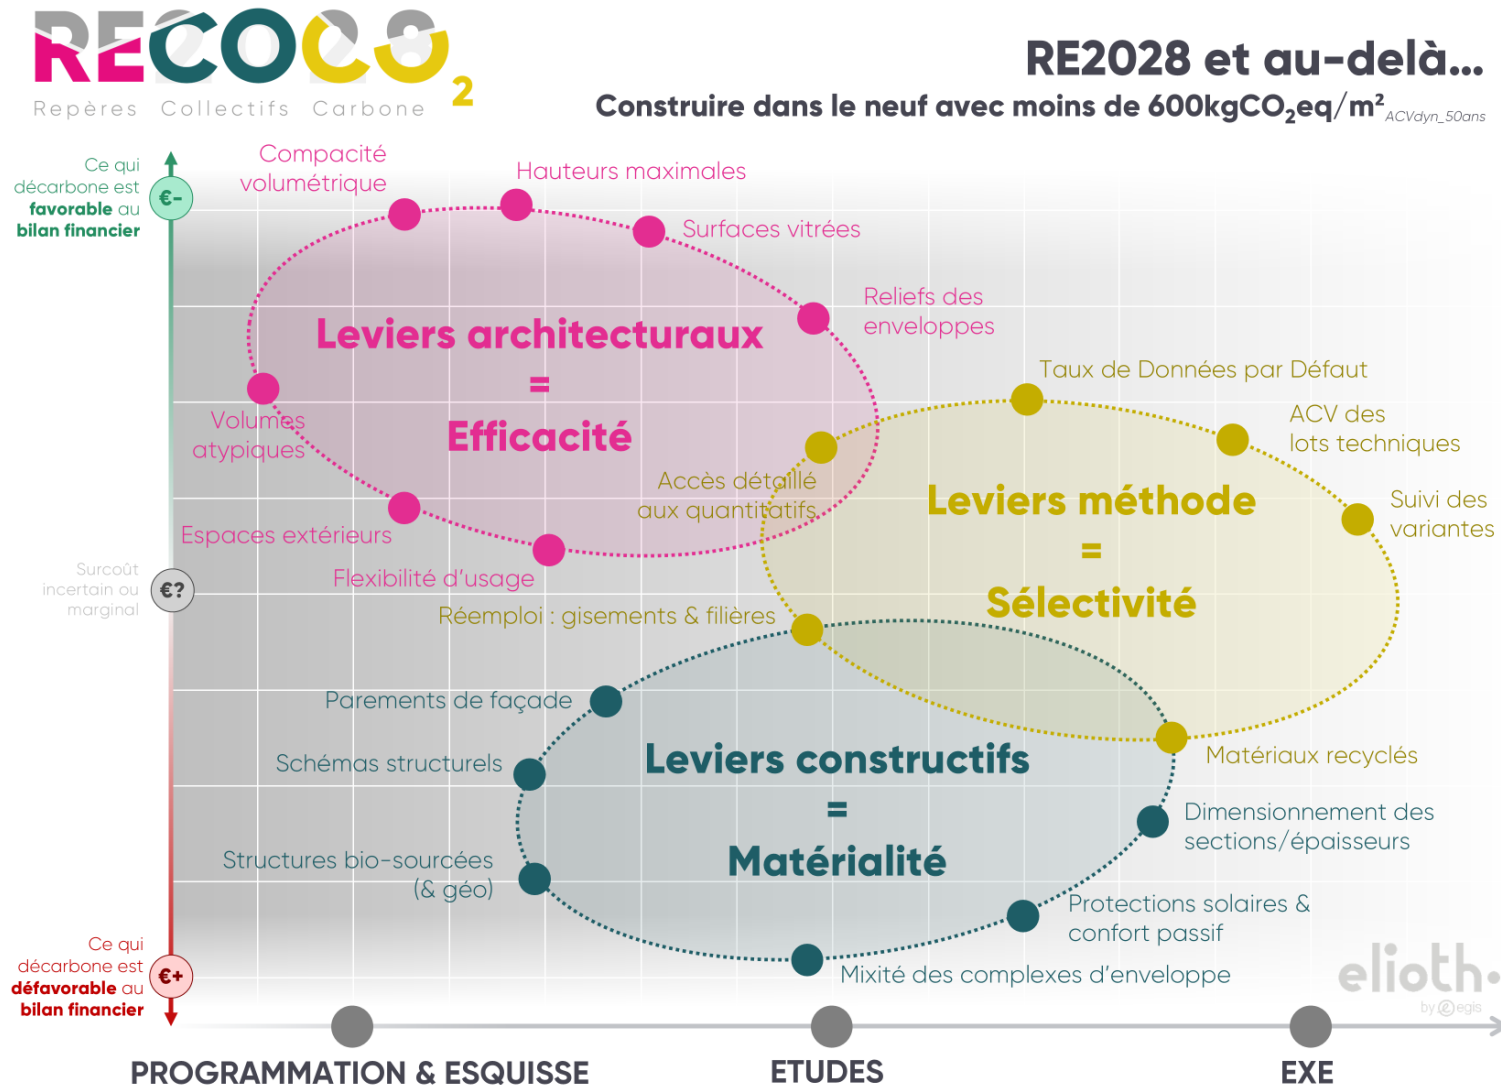 RECOCO2
2028
Repères Collectifs Carbone
RE2028 et au-delà...
Construire dans le neuf avec moins de 600kgCO₂eq/m² ACVdyn_50ans
Ce qui
décarbone est
favorable au
bilan financier
€-
Compacité
volumétrique
Hauteurs maximales
Surfaces vitrées
Reliefs des
enveloppes
Leviers architecturaux
=
Efficacité
Volumes
atypiques
Espaces extérieurs
Flexibilité d'usage
Taux de Données par Défaut
ACV des
lots techniques
Suivi des
variantes
Accès détaillé
aux quantitatifs
Leviers méthode
=
Sélectivité
Surcoût
incertain ou
marginal
€?
Réemploi : gisements & filières
Matériaux recyclés
Parements de façade
Schémas structurels
Structures bio-sourcées
(& géo)
Leviers constructifs
=
Matérialité
Dimensionnement des
sections/épaisseurs
Protections solaires &
confort passif
Mixité des complexes d'enveloppe
Ce qui
décarbone est
défavorable au
bilan financier
€+
elioth.
by egis
PROGRAMMATION & ESQUISSE
ETUDES
EXE